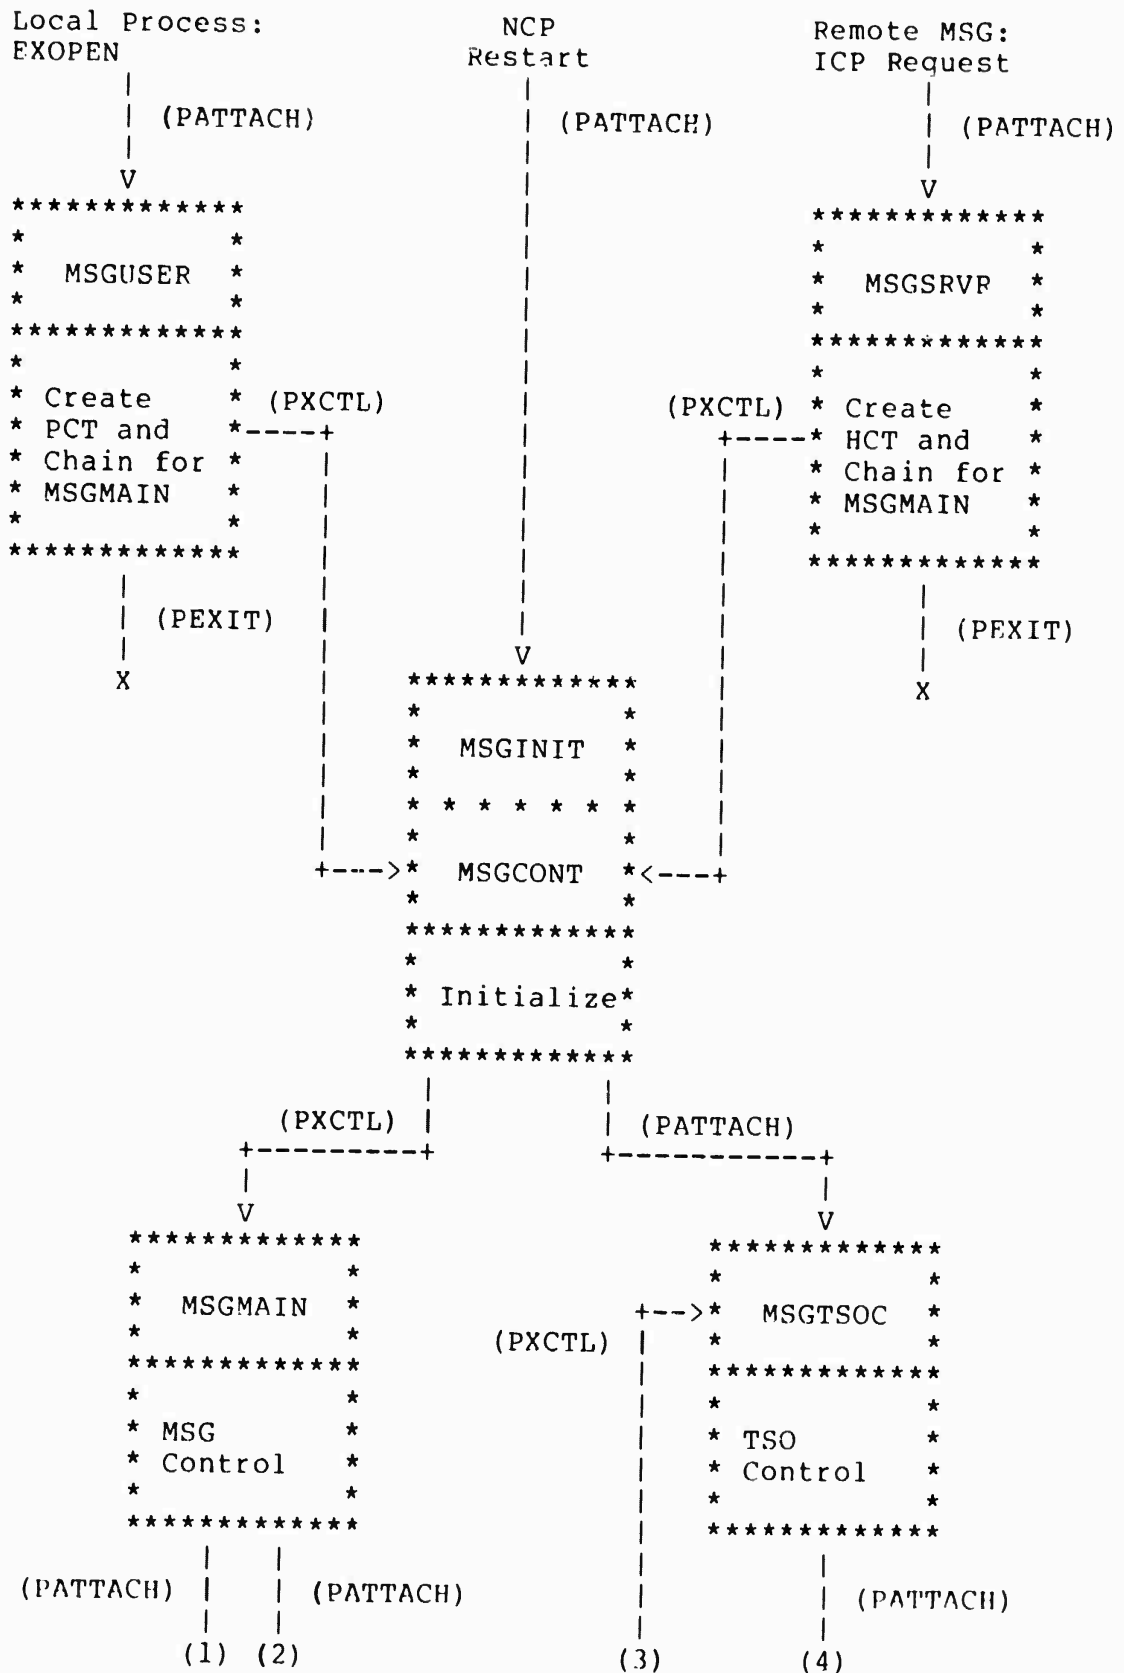 Local Process:
EXOPEN
NCP
Restart
Remote MSG:
ICP Request
(PATTACH)
(PATTACH)
(PATTACH)
MSGUSER
MSGSRVR
Create
PCT and
Chain for
MSGMAIN
(PXCTL)
(PXCTL)
Create
HCT and
Chain for
MSGMAIN
(PEXIT)
X
(PEXIT)
X
MSGINIT
MSGCONT
Initialize
(PXCTL)
(PATTACH)
MSGMAIN
MSG
Control
(PXCTL)
MSGTSOC
TSO
Control
(PATTACH)
(PATTACH)
(PATTACH)
(1) (2)
(3)
(4)